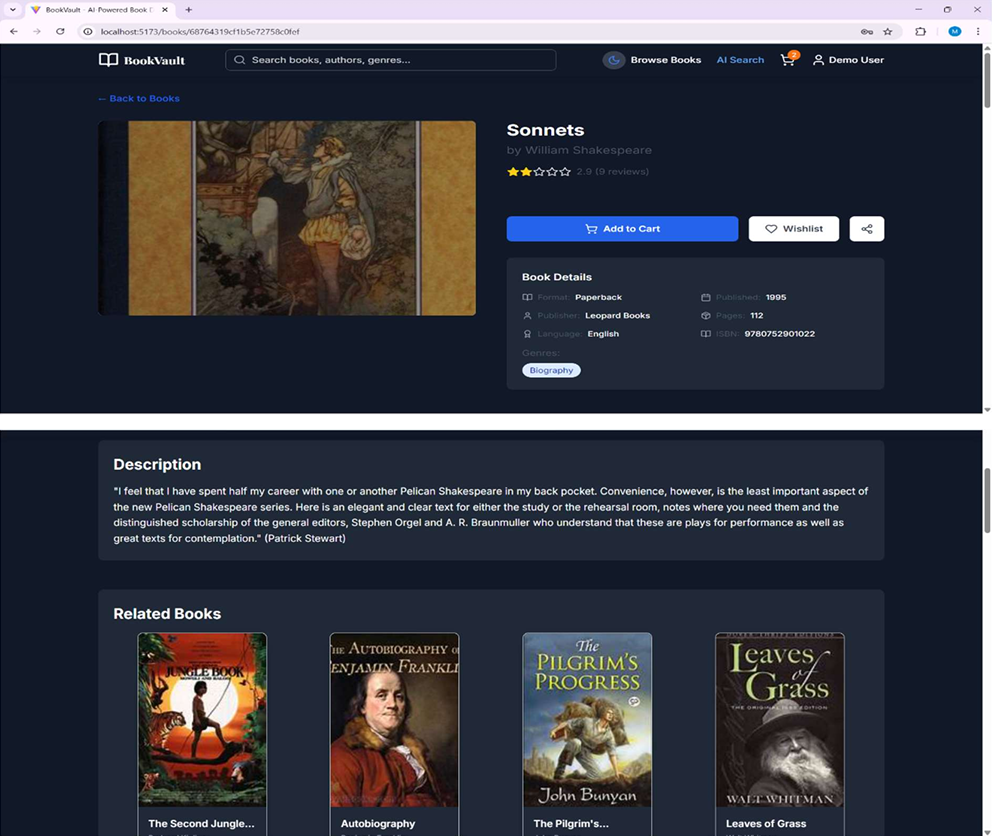 BookVault - AI-Powered Book
localhost:5173/books/68764319cf1b5e72758c0fef
M
BookVault
Search books, authors, genres...
Browse Books
AI Search
2
Demo User
← Back to Books
Sonnets
by William Shakespeare
2.9 (9 reviews)
Add to Cart
Wishlist
Book Details
Format: Paperback
Published: 1995
Publisher: Leopard Books
Pages: 112
Language: English
ISBN: 9780752901022
Genres:
Biography
Description
"I feel that I have spent half my career with one or another Pelican Shakespeare in my back pocket. Convenience, however, is the least important aspect of
the new Pelican Shakespeare series. Here is an elegant and clear text for either the study or the rehearsal room, notes where you need them and the
distinguished scholarship of the general editors, Stephen Orgel and A. R. Braunmuller who understand that these are plays for performance as well as
great texts for contemplation." (Patrick Stewart)
Related Books
JUNGLE BOOK
MOWGLI AND BALOO
HE AUTOBIOGRAPHY O
ENJAMIN FRANKLI
The
PILGRIM'S
PROGRESS
John Bunyan
Leaves
of
Grass
THE ORIGINAL 1855 EDITION
WALT WHITMAN
The Second Jungle...
Autobiography
The Pilgrim's...
Leaves of Grass